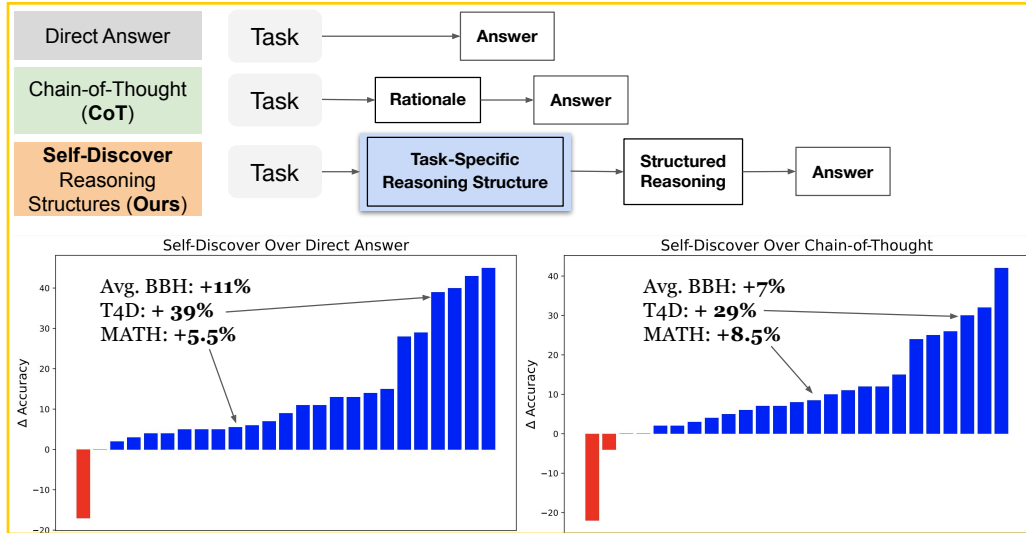 Direct Answer
Task
Answer
Chain-of-Thought
(CoT)
Task
Rationale
Answer
Self-Discover
Reasoning
Structures (Ours)
Task
Task-Specific
Reasoning Structure
Structured
Reasoning
Answer
Self-Discover Over Direct Answer
Avg. BBH: +11%
T4D: + 39%
MATH: +5.5%
Δ Accuracy
40
30
20
10
0
−10
−20
Self-Discover Over Chain-of-Thought
Avg. BBH: +7%
T4D: + 29%
MATH: +8.5%
Δ Accuracy
40
30
20
10
0
−10
−20